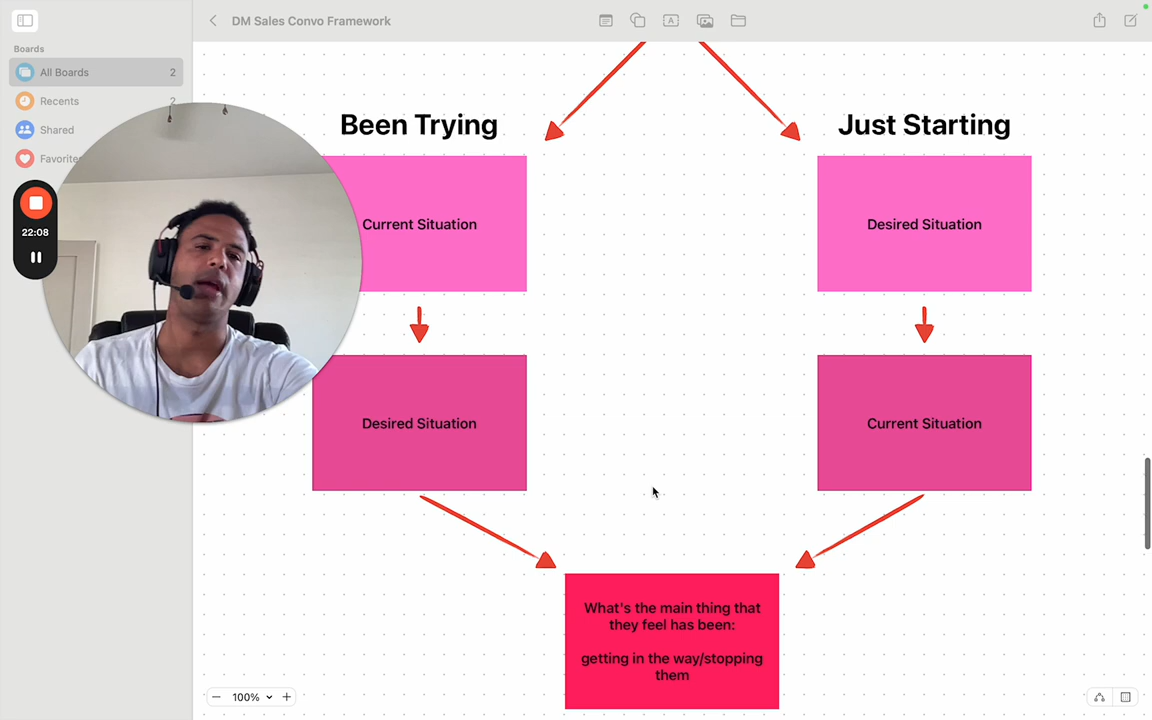 DM Sales Convo Framework
Boards
All Boards 2
Recents 2
Shared
Favorites
22:08
Been Trying
Just Starting
Current Situation
Desired Situation
Desired Situation
Current Situation
What's the main thing that
they feel has been:
getting in the way/stopping
them
100%